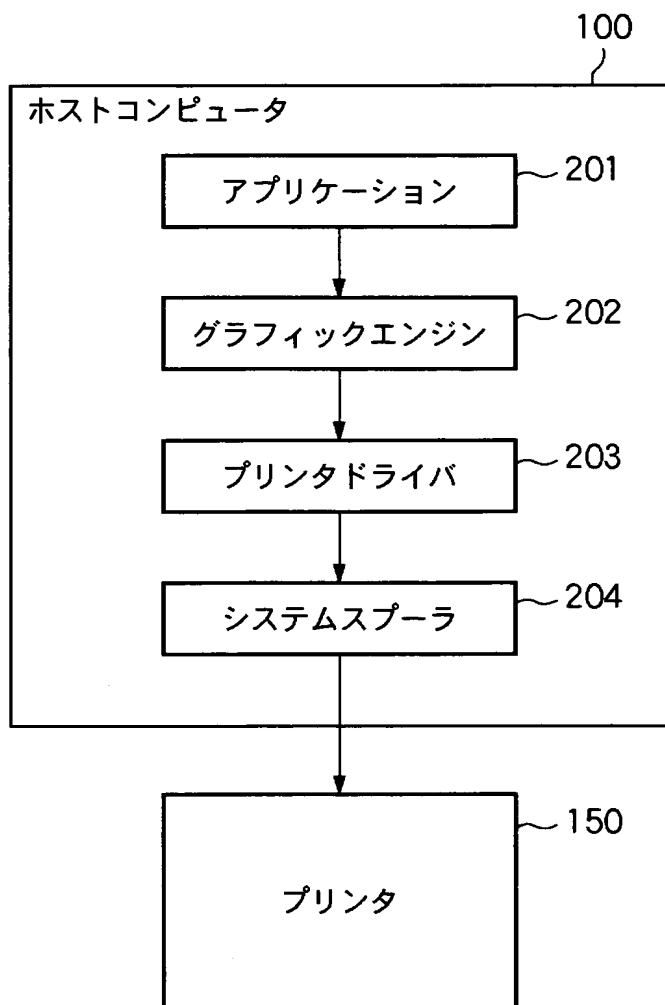 100
ホストコンピュータ
アプリケーション
201
グラフィックエンジン
202
プリンタドライバ
203
システムスプーラ
204
プリンタ
150